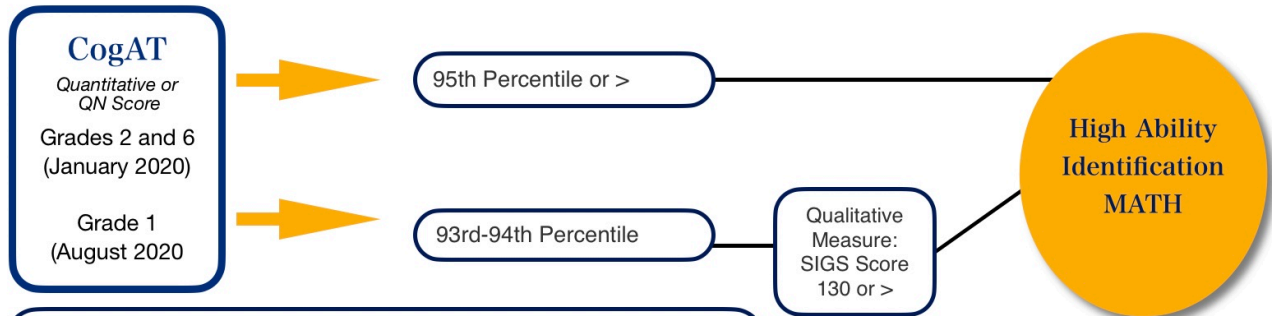 CogAT
Quantitative or
QN Score
Grades 2 and 6
(January 2020)
Grade 1
(August 2020
95th Percentile or >
93rd-94th Percentile
Qualitative
Measure:
SIGS Score
130 or >
High Ability
Identification
MATH